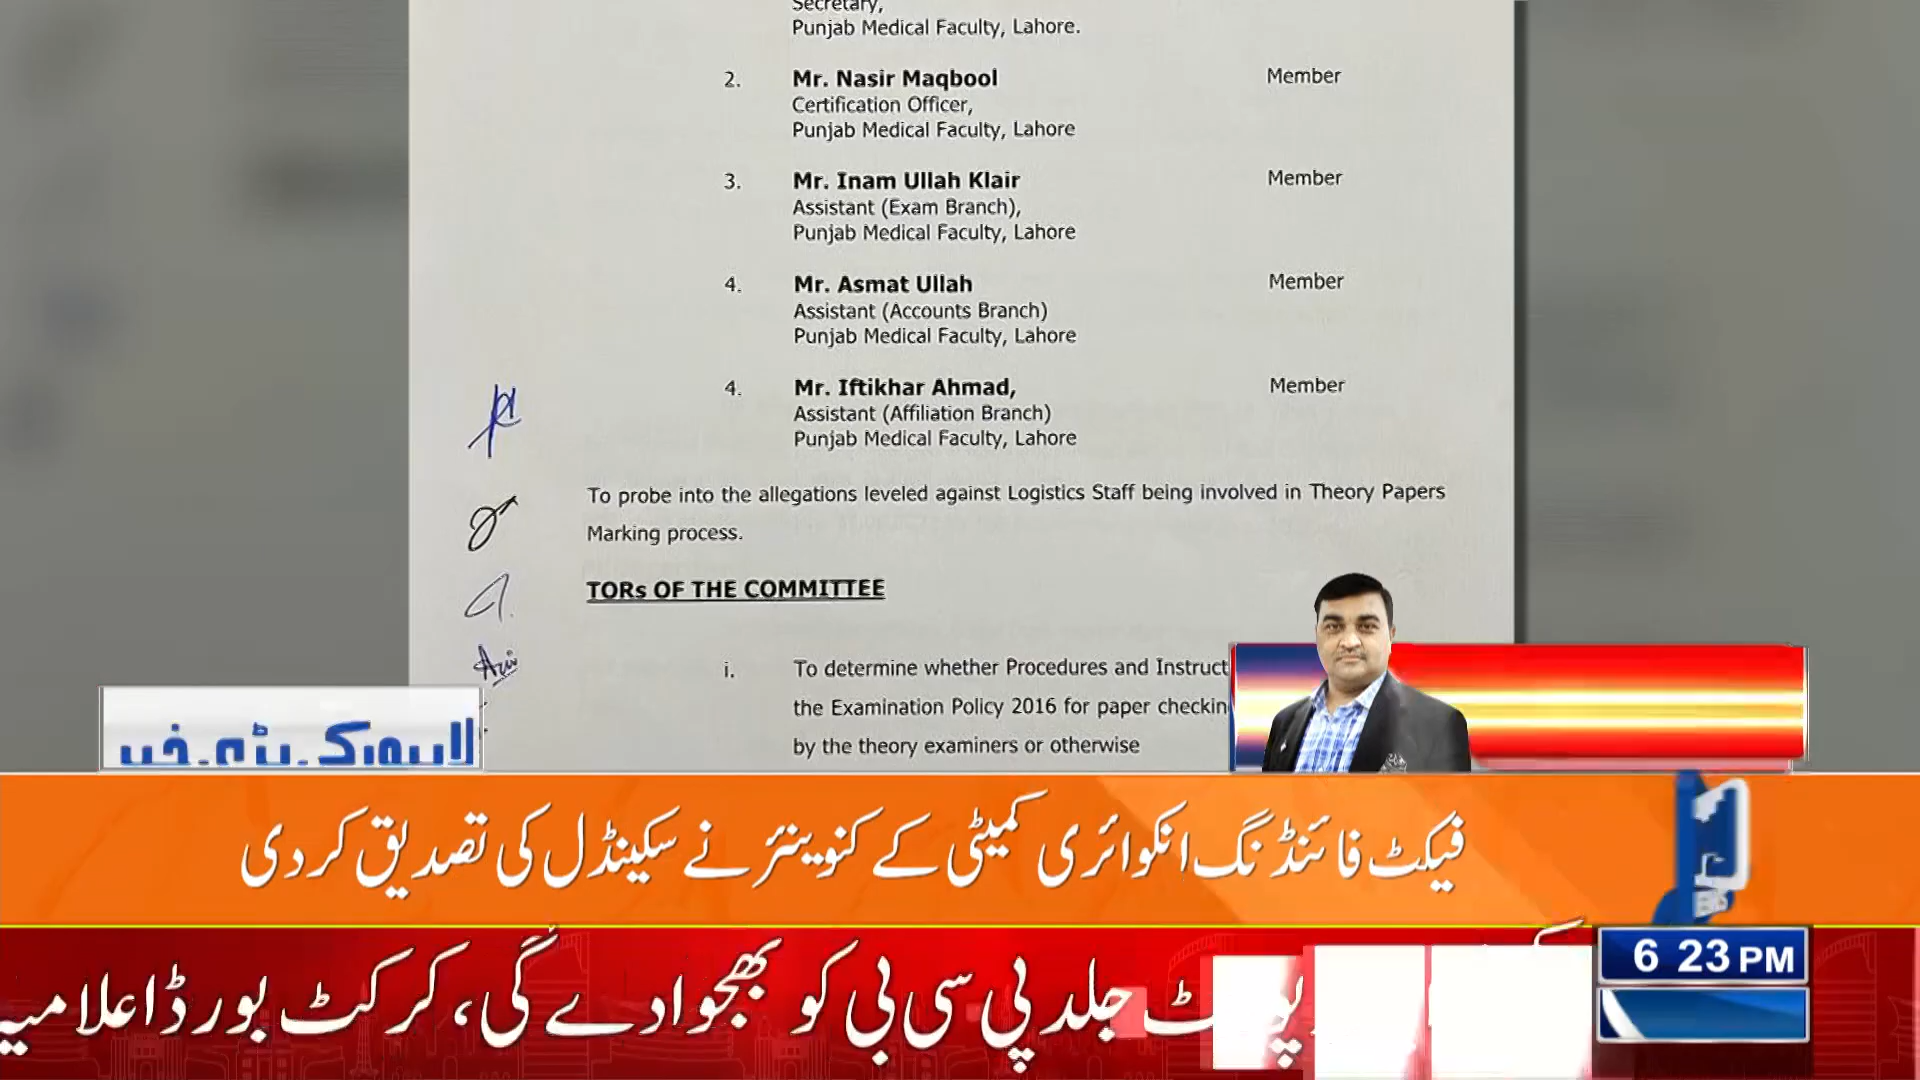 Secretary,
Punjab Medical Faculty, Lahore.
2. Mr. Nasir Maqbool Member
Certification Officer,
Punjab Medical Faculty, Lahore
3. Mr. Inam Ullah Klair Member
Assistant (Exam Branch),
Punjab Medical Faculty, Lahore
4. Mr. Asmat Ullah Member
Assistant (Accounts Branch)
Punjab Medical Faculty, Lahore
4. Mr. Iftikhar Ahmad, Member
Assistant (Affiliation Branch)
Punjab Medical Faculty, Lahore
To probe into the allegations leveled against Logistics Staff being involved in Theory Papers
Marking process.
TORs OF THE COMMITTEE
i. To determine whether Procedures and Instruct
the Examination Policy 2016 for paper checkin
by the theory examiners or otherwise
فیکٹ فائنڈنگ انکوائری کمیٹی کے کنوینئر نے سکینڈل کی تصدیق کردی
جلد پی سی بی کو بھجوادے گی، کرکٹ بورڈ اعلامیہ
6 23 PM